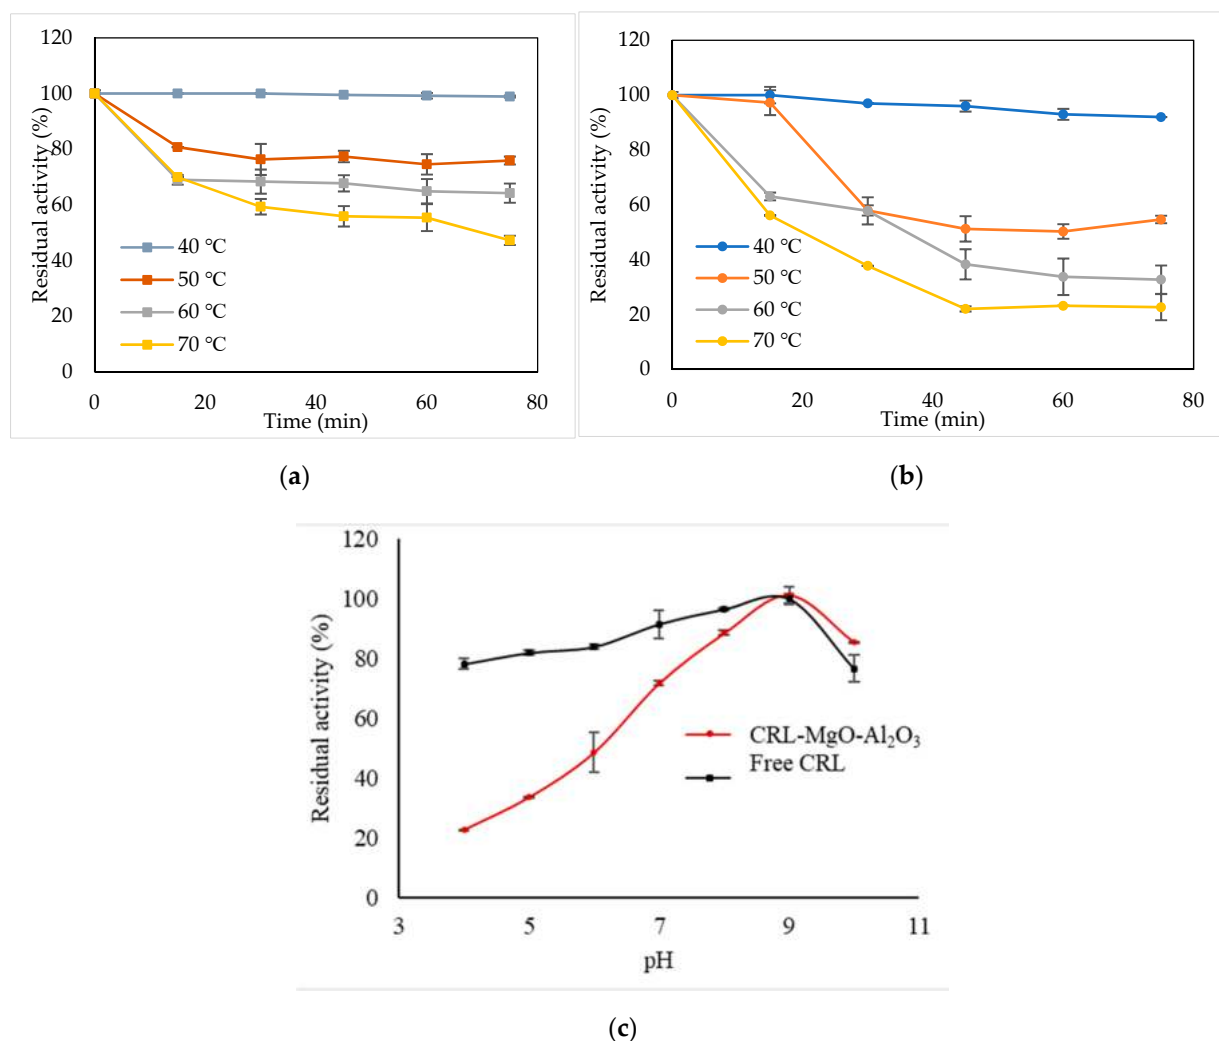 120
100
80
60
40
20
0
Residual activity (%)
40 °C
50 °C
60 °C
70 °C
0 20 40 60 80
Time (min)
(a)
120
100
80
60
40
20
0
Residual activity (%)
40 °C
50 °C
60 °C
70 °C
0 20 40 60 80
Time (min)
(b)
120
100
80
60
40
20
0
Residual activity (%)
CRL-MgO-Al₂O₃
Free CRL
3 5 7 9 11
pH
(c)